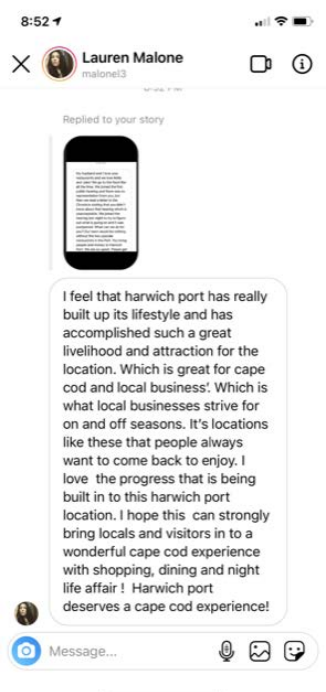 8:52
Lauren Malone
malonel3
Replied to your story
I feel that harwich port has really
built up its lifestyle and has
accomplished such a great
livelihood and attraction for the
location. Which is great for cape
cod and local business'. Which is
what local businesses strive for
on and off seasons. It's locations
like these that people always
want to come back to enjoy. I
love  the progress that is being
built in to this harwich port
location. I hope this  can strongly
bring locals and visitors in to a
wonderful cape cod experience
with shopping, dining and night
life affair !  Harwich port
deserves a cape cod experience!
Message...